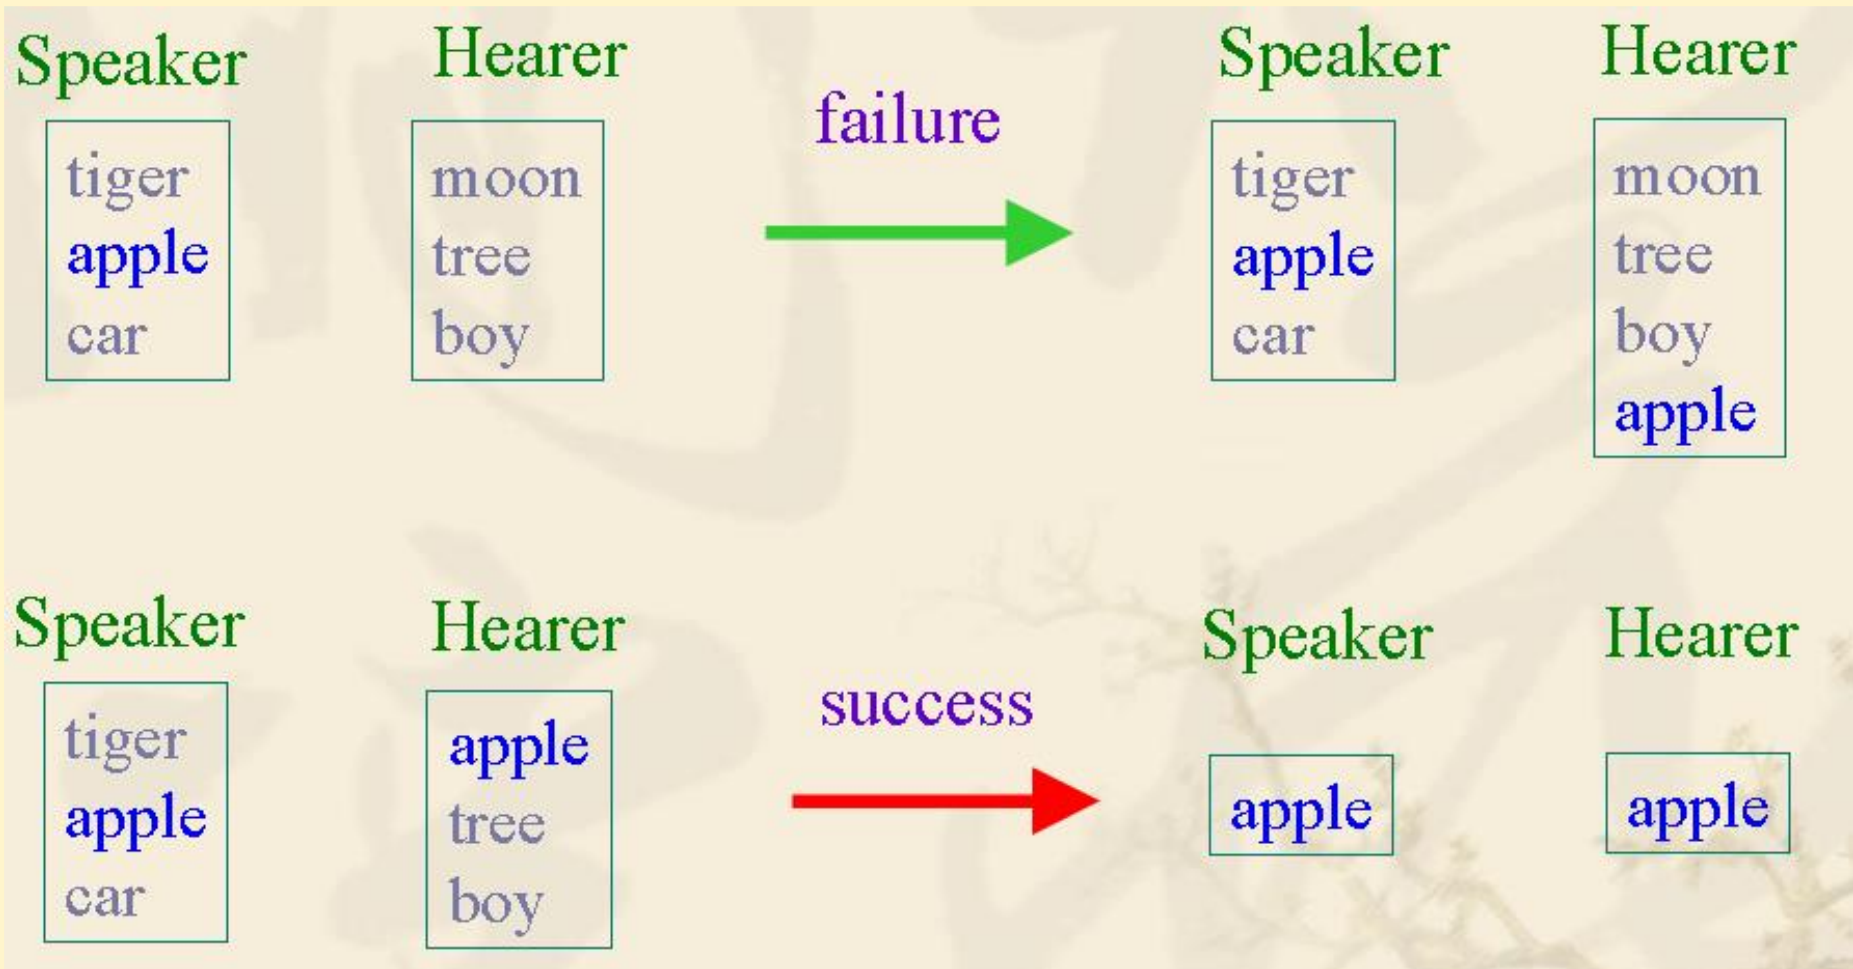 Speaker
Hearer
tiger
apple
car
moon
tree
boy
failure
Speaker
Hearer
tiger
apple
car
moon
tree
boy
apple
Speaker
Hearer
tiger
apple
car
apple
tree
boy
success
Speaker
Hearer
apple
apple